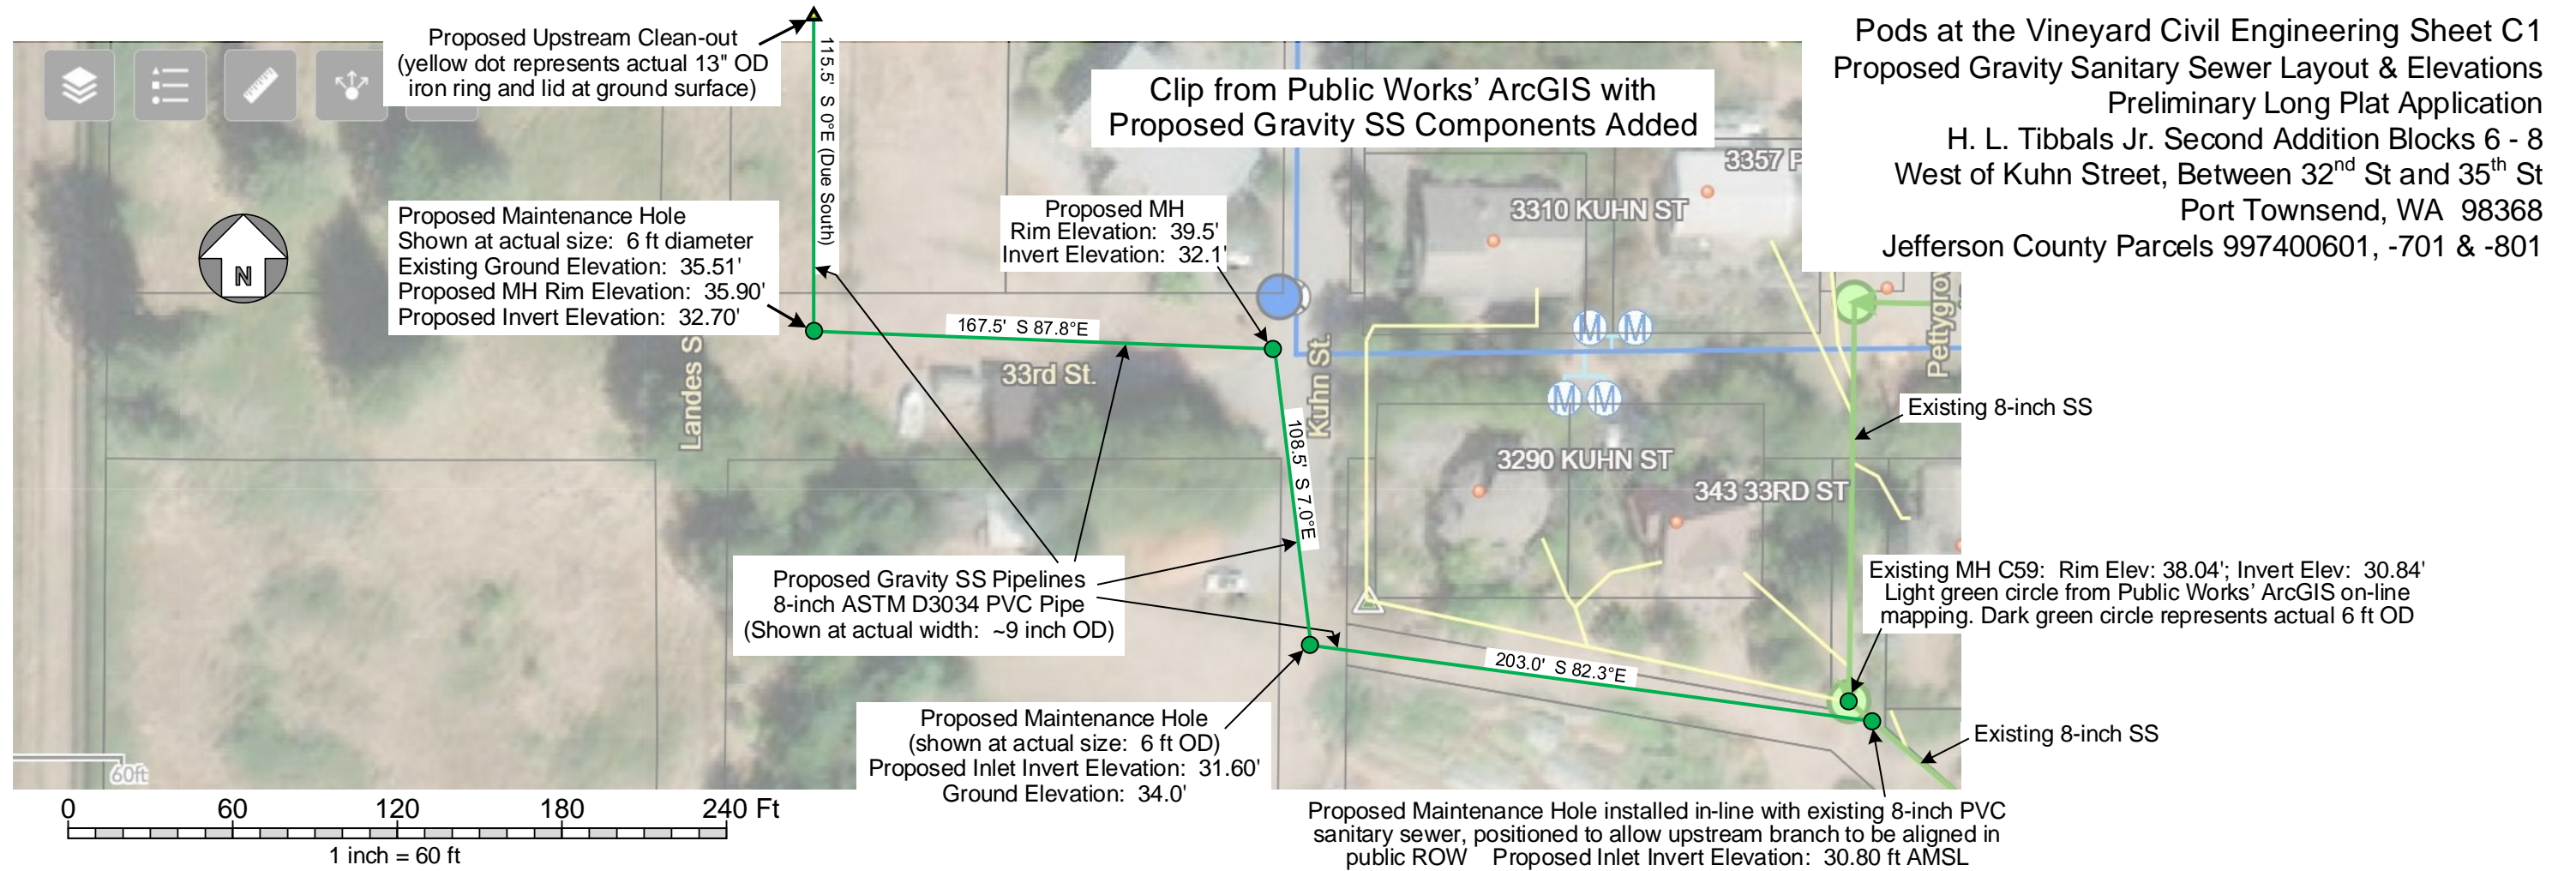 Pods at the Vineyard Civil Engineering Sheet C1
Proposed Gravity Sanitary Sewer Layout & Elevations
Preliminary Long Plat Application
H. L. Tibbals Jr. Second Addition Blocks 6 - 8
West of Kuhn Street, Between 32nd St and 35th St
Port Townsend, WA 98368
Jefferson County Parcels 997400601, -701 & -801
Clip from Public Works' ArcGIS with
Proposed Gravity SS Components Added
Proposed Upstream Clean-out
(yellow dot represents actual 13" OD
iron ring and lid at ground surface)
115.5' S 0°E (Due South)
Proposed Maintenance Hole
Shown at actual size: 6 ft diameter
Existing Ground Elevation: 35.51'
Proposed MH Rim Elevation: 35.90'
Proposed Invert Elevation: 32.70'
N
Proposed MH
Rim Elevation: 39.5'
Invert Elevation: 32.1'
167.5' S 87.8°E
33rd St.
Landes S
Kuhn St.
108.5' S 7.0°E
3357 P
3310 KUHN ST
M M
M M
Pettygrov
3290 KUHN ST
343 33RD ST
Existing 8-inch SS
Existing MH C59: Rim Elev: 38.04'; Invert Elev: 30.84'
Light green circle from Public Works' ArcGIS on-line
mapping. Dark green circle represents actual 6 ft OD
Proposed Gravity SS Pipelines
8-inch ASTM D3034 PVC Pipe
(Shown at actual width: ~9 inch OD)
203.0' S 82.3°E
Proposed Maintenance Hole
(shown at actual size: 6 ft OD)
Proposed Inlet Invert Elevation: 31.60'
Ground Elevation: 34.0'
Existing 8-inch SS
Proposed Maintenance Hole installed in-line with existing 8-inch PVC
sanitary sewer, positioned to allow upstream branch to be aligned in
public ROW Proposed Inlet Invert Elevation: 30.80 ft AMSL
60ft
0 60 120 180 240 Ft
1 inch = 60 ft